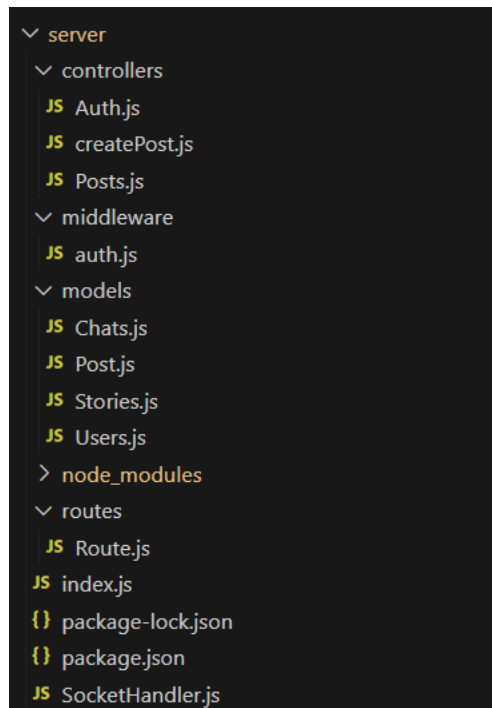 server
controllers
JS Auth.js
JS createPost.js
JS Posts.js
middleware
JS auth.js
models
JS Chats.js
JS Post.js
JS Stories.js
JS Users.js
node_modules
routes
JS Route.js
JS index.js
{} package-lock.json
{} package.json
JS SocketHandler.js